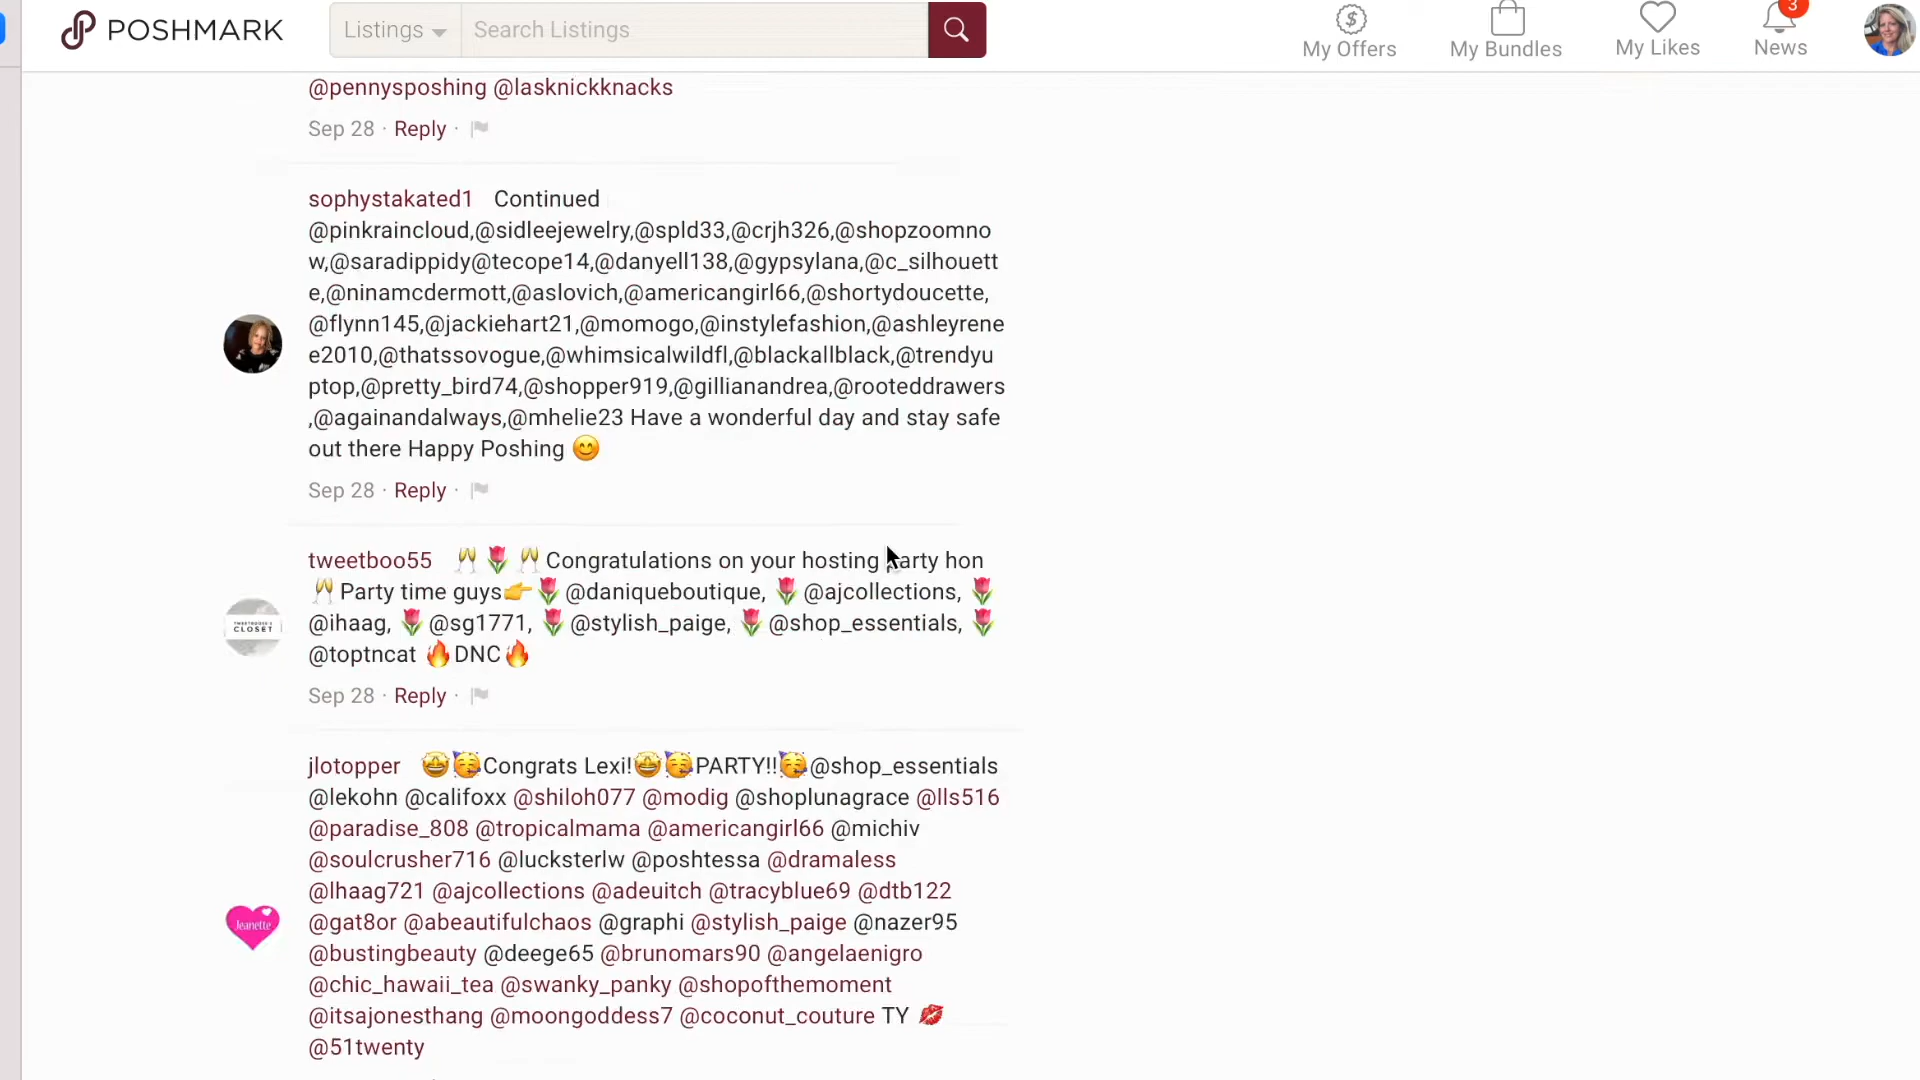 POSHMARK
Listings
Search Listings
My Offers
My Bundles
My Likes
3
News
@pennysposhing @lasknickknacks
Sep 28 · Reply ·
sophystakated1 Continued
@pinkraincloud,@sidleejewelry,@spld33,@crjh326,@shopzoomno
w,@saradippidy@tecope14,@danyell138,@gypsylana,@c_silhouett
e,@ninamcdermott,@aslovich,@americangirl66,@shortydoucette,
@flynn145,@jackiehart21,@momogo,@instylefashion,@ashleyrene
e2010,@thatssovogue,@whimsicalwildfl,@blackallblack,@trendyu
ptop,@pretty_bird74,@shopper919,@gillianandrea,@rooteddrawers
,@againandalways,@mhelie23 Have a wonderful day and stay safe
out there Happy Poshing 😊
Sep 28 · Reply ·
tweetboo55 🥂🌷🥂Congratulations on your hosting party hon
🥂Party time guys👉🌷@daniqueboutique, 🌷@ajcollections, 🌷
@ihaag, 🌷@sg1771, 🌷@stylish_paige, 🌷@shop_essentials, 🌷
@toptncat 🔥DNC🔥
CLOSET
Sep 28 · Reply ·
jlotopper 🤩🥳Congrats Lexi!🤩🥳PARTY!!🥳@shop_essentials
@lekohn @califoxx @shiloh077 @modig @shoplunagrace @lls516
@paradise_808 @tropicalmama @americangirl66 @michiv
@soulcrusher716 @lucksterlw @poshtessa @dramaless
@lhaag721 @ajcollections @adeuitch @tracyblue69 @dtb122
@gat8or @abeautifulchaos @graphi @stylish_paige @nazer95
Jeanette
@bustingbeauty @deege65 @brunomars90 @angelaenigro
@chic_hawaii_tea @swanky_panky @shopofthemoment
@itsajonesthang @moongoddess7 @coconut_couture TY 💋
@51twenty